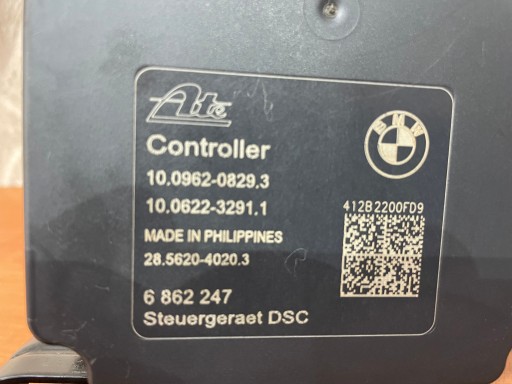 Ate
BMW
Controller
10.0962-0829.3
10.0622-3291.1
412B2200FD9
MADE IN PHILIPPINES
28.5620-4020.3
6 862 247
Steuergeraet DSC